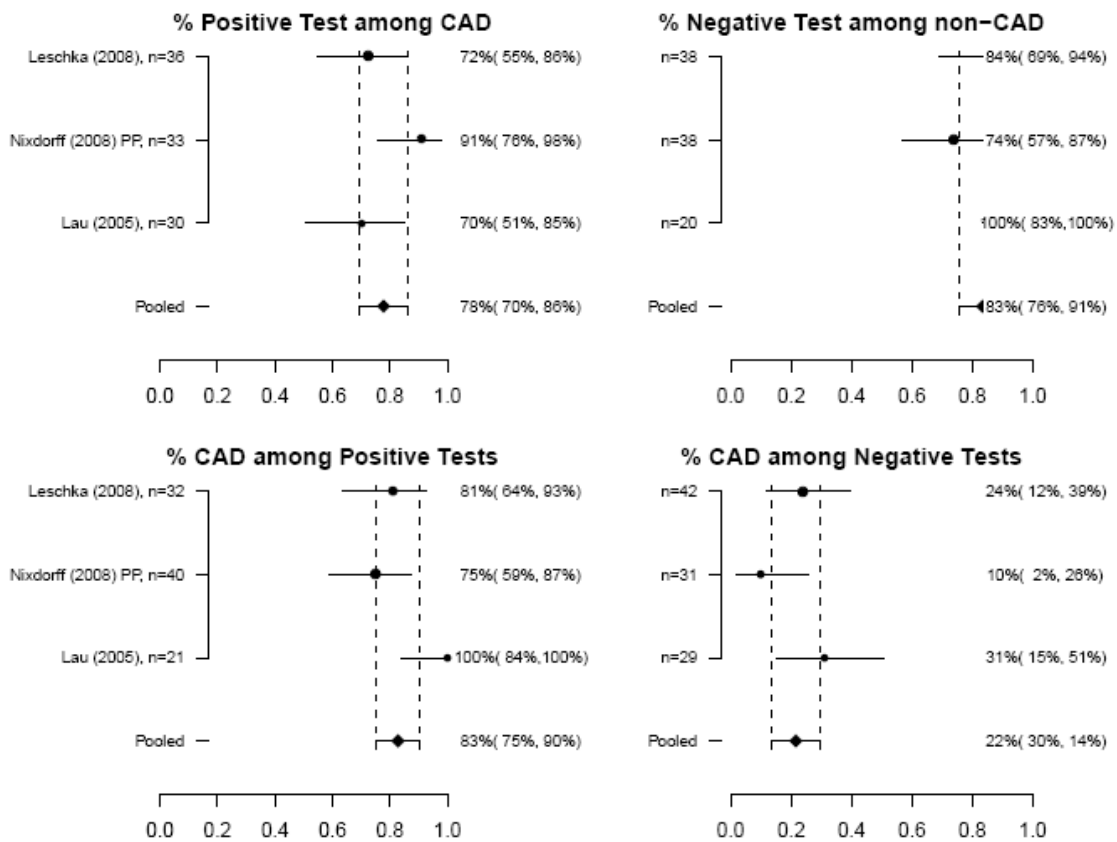 % Positive Test among CAD
Leschka (2008), n=36 72%( 55%, 86%)
Nixdorff (2008) PP, n=33 91%( 76%, 98%)
Lau (2005), n=30 70%( 51%, 85%)
Pooled 78%( 70%, 86%)
0.0 0.2 0.4 0.6 0.8 1.0
% Negative Test among non−CAD
n=38 84%( 69%, 94%)
n=38 74%( 57%, 87%)
n=20 100%( 83%,100%)
Pooled 83%( 76%, 91%)
0.0 0.2 0.4 0.6 0.8 1.0
% CAD among Positive Tests
Leschka (2008), n=32 81%( 64%, 93%)
Nixdorff (2008) PP, n=40 75%( 59%, 87%)
Lau (2005), n=21 100%( 84%,100%)
Pooled 83%( 75%, 90%)
0.0 0.2 0.4 0.6 0.8 1.0
% CAD among Negative Tests
n=42 24%( 12%, 39%)
n=31 10%( 2%, 26%)
n=29 31%( 15%, 51%)
Pooled 22%( 30%, 14%)
0.0 0.2 0.4 0.6 0.8 1.0